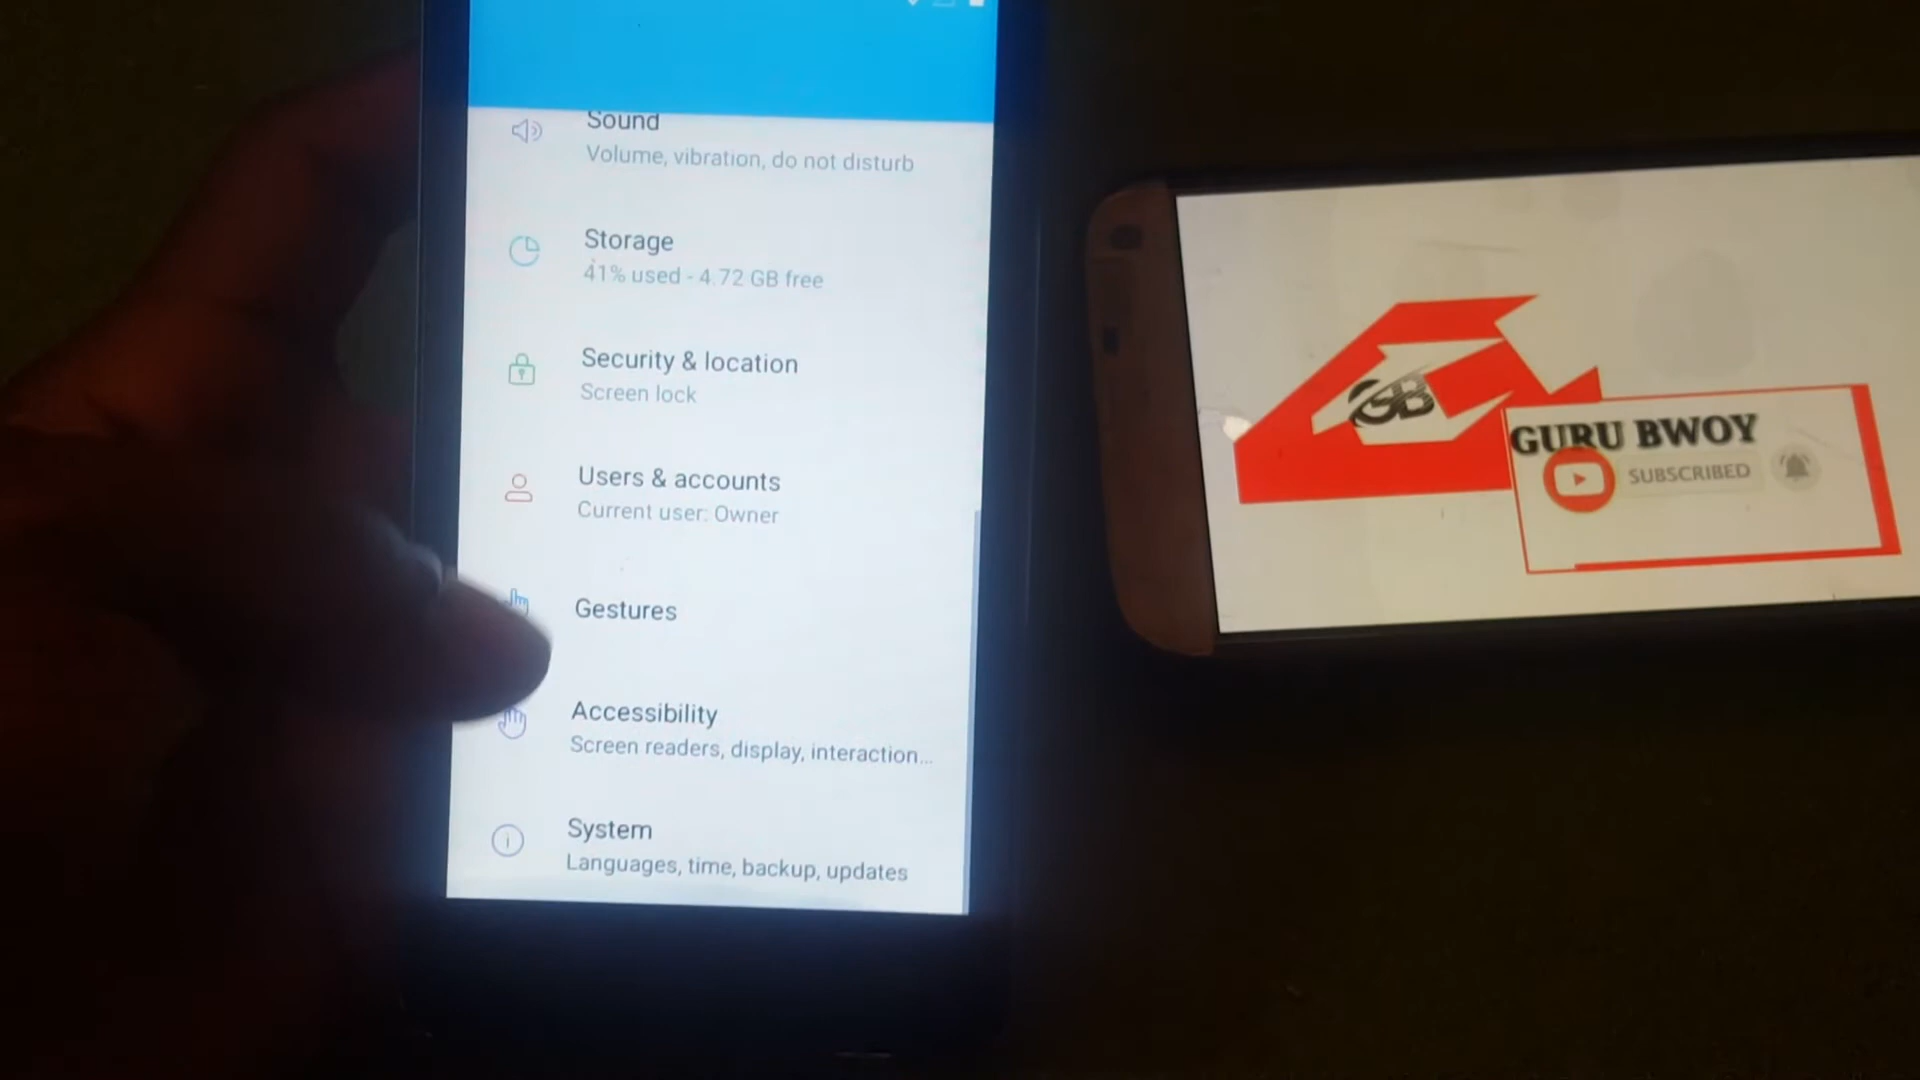 Sound
Volume, vibration, do not disturb
Storage
41% used - 4.72 GB free
Security & location
Screen lock
Users & accounts
Current user: Owner
Gestures
Accessibility
Screen readers, display, interaction...
System
Languages, time, backup, updates
GB
GURU BWOY
SUBSCRIBED